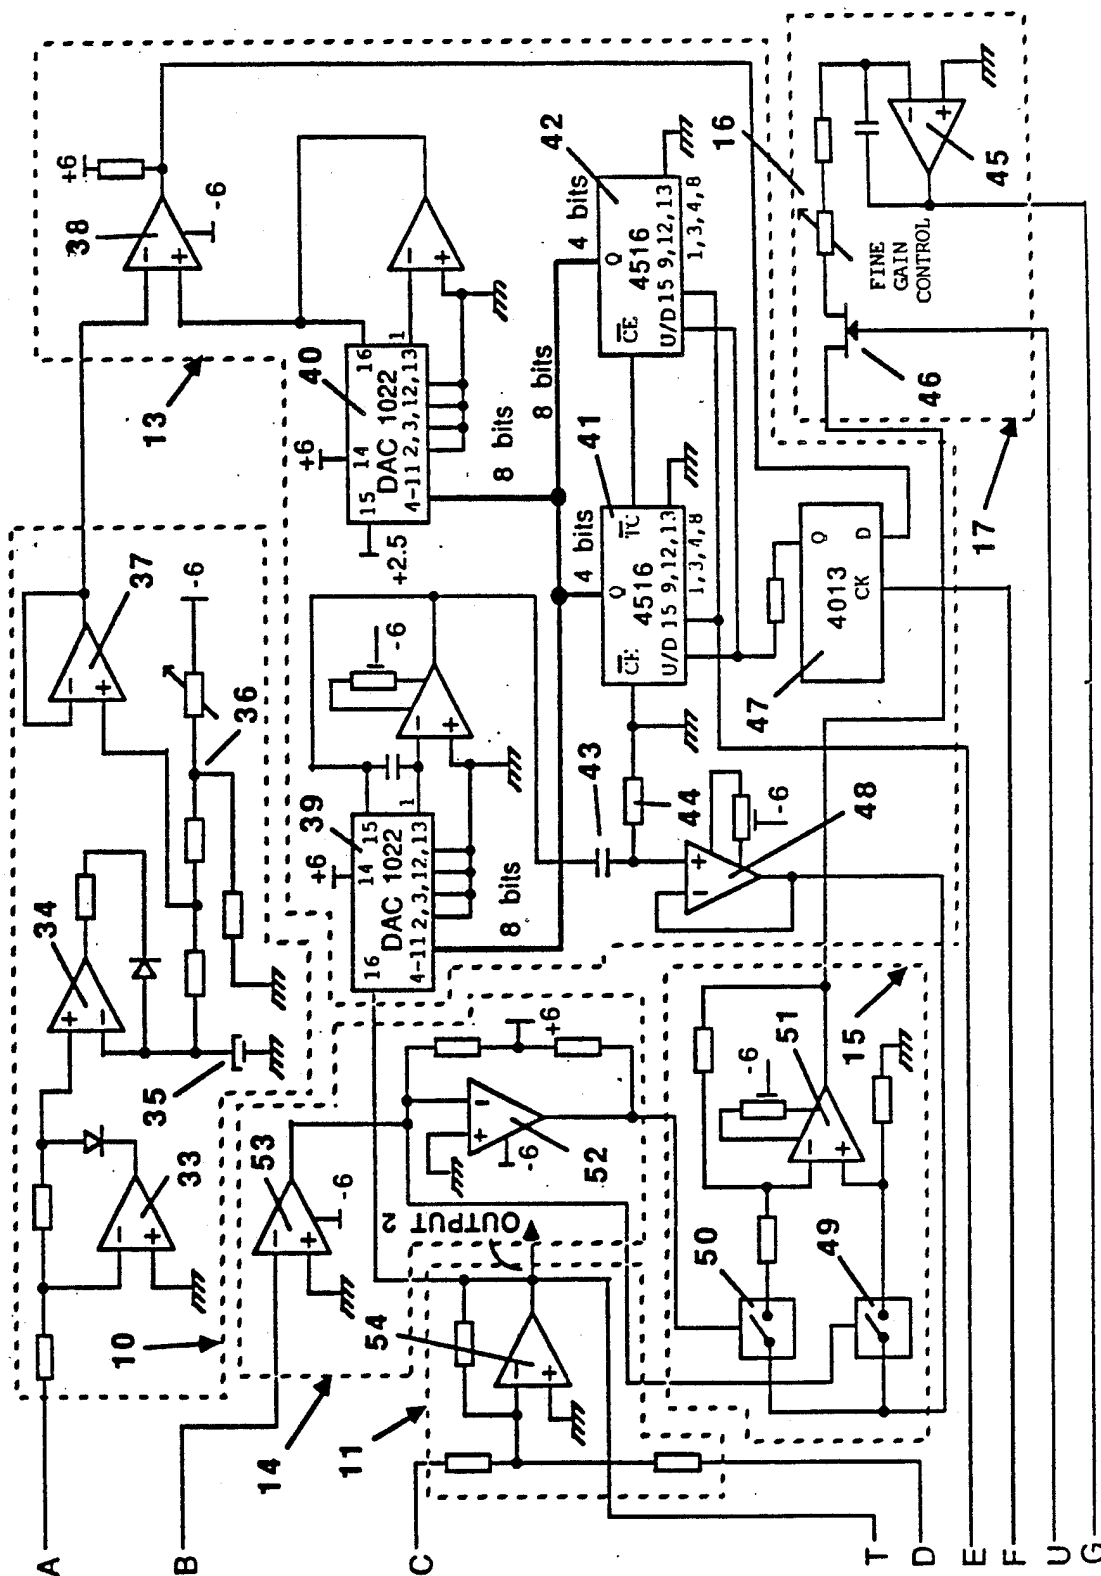 A
B
C
T
D
E
F
U
G
10
14
11
33
34
35
36
-6
37
53
-6
54
OUTPUT 2
52
-6
+6
50
49
51
-6
15
13
38
+6
-6
39
+6
16
14
15
1
DAC 1022
4-11 2,3,12,13
8 bits
-6
40
+6
+2.5
15
14
16
1
DAC 1022
4-11 2,3,12,13
8 bits
8 bits
43
44
48
-6
41
4 bits
Q
CE
TC
4516
U/D 15 9,12,13
1,3,4,8
42
4 bits
Q
CE
4516
U/D 15 9,12,13
1,3,4,8
47
4013
CK
Q
D
17
16
FINE
GAIN
CONTROL
46
45